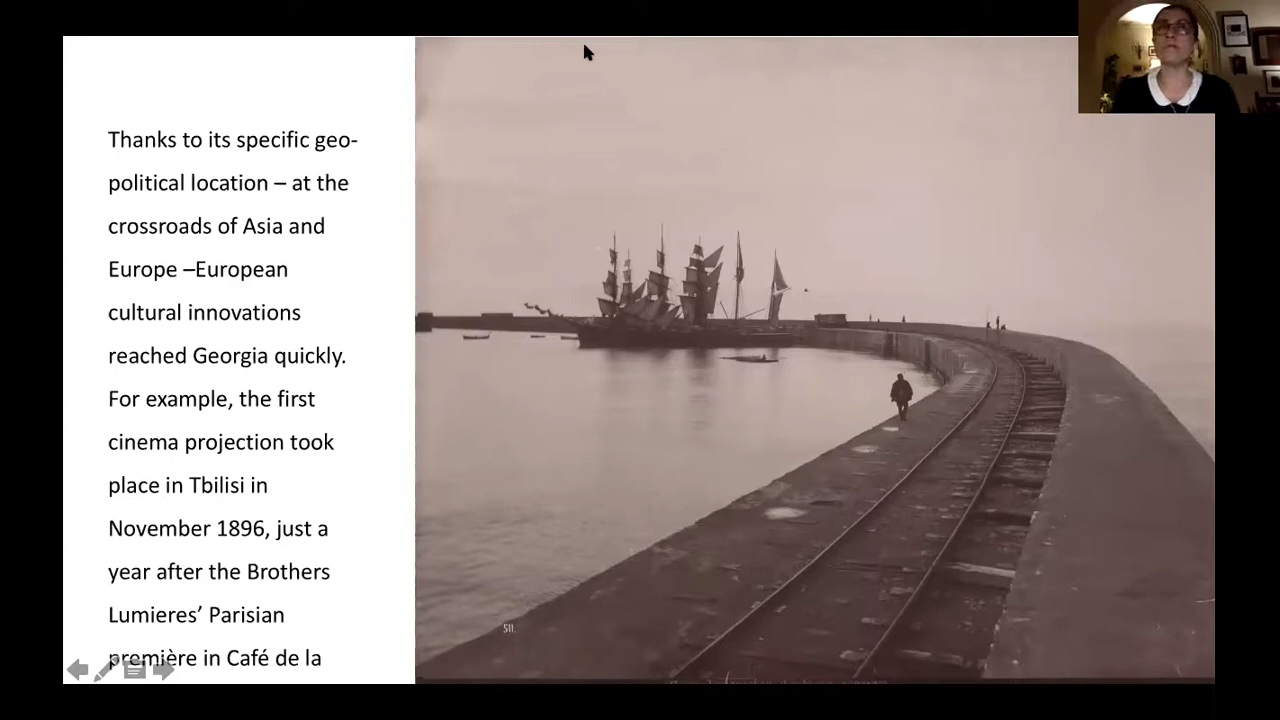 Thanks to its specific geo-
political location – at the
crossroads of Asia and
Europe –European
cultural innovations
reached Georgia quickly.
For example, the first
cinema projection took
place in Tbilisi in
November 1896, just a
year after the Brothers
Lumieres’ Parisian
première in Café de la
511.